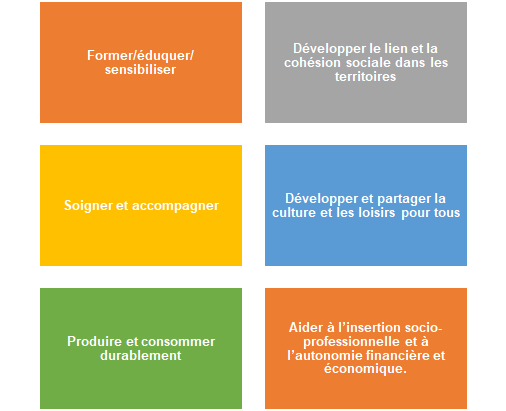 Former/éduquer/
sensibiliser
Développer le lien et la
cohésion sociale dans les
territoires
Soigner et accompagner
Développer et partager la
culture et les loisirs pour tous
Produire et consommer
durablement
Aider à l’insertion socio-
professionnelle et à
l’autonomie financière et
économique.